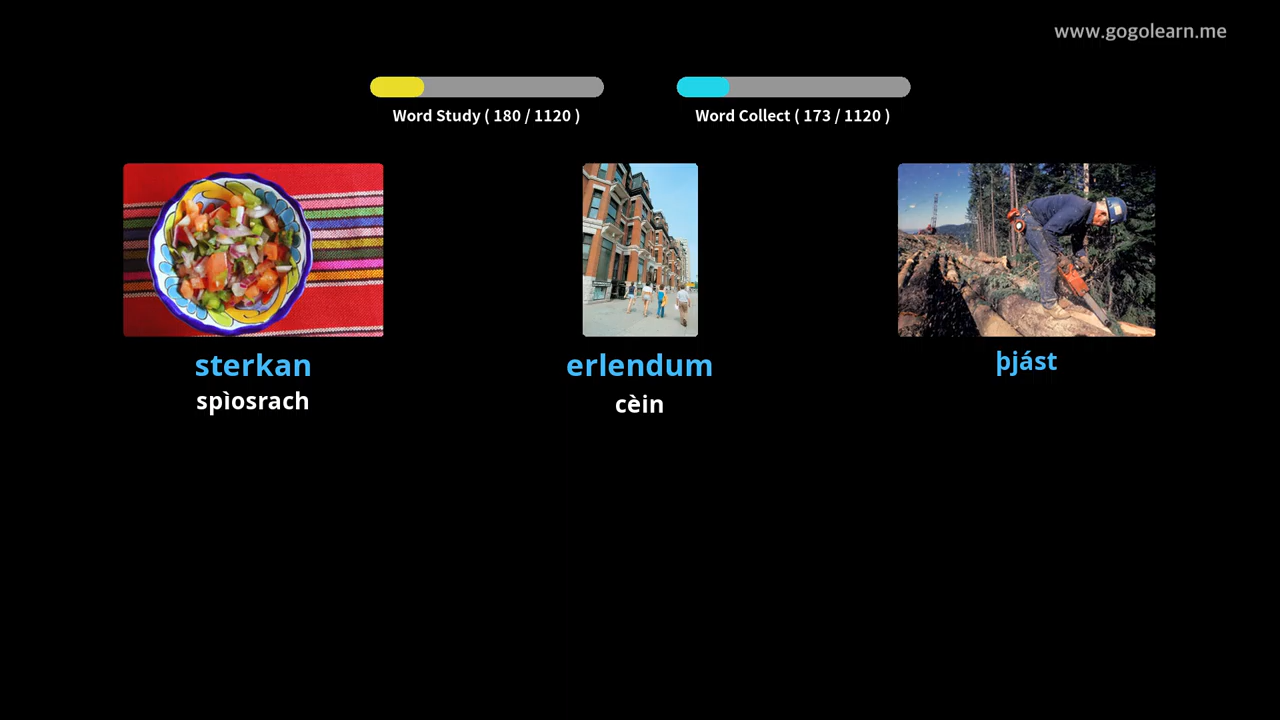 www.gogolearn.me
Word Study ( 180 / 1120 )
Word Collect ( 173 / 1120 )
sterkan
spìosrach
erlendum
cèin
þjást